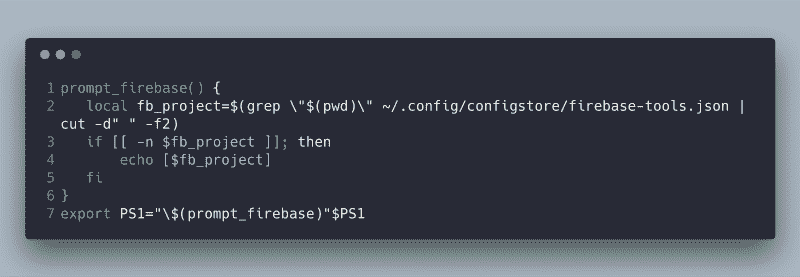 1 prompt_firebase() {
2    local fb_project=$(grep \"$(pwd)\" ~/.config/configstore/firebase-tools.json |
cut -d" " -f2)
3    if [[ -n $fb_project ]]; then
4        echo [$fb_project]
5    fi
6 }
7 export PS1="\$(prompt_firebase)"$PS1